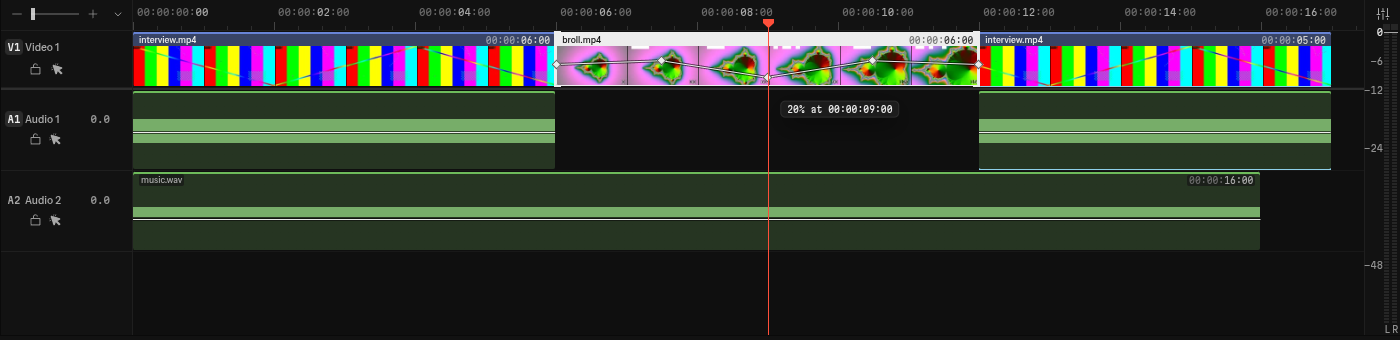 00:00:00:00 00:00:02:00 00:00:04:00 00:00:06:00 00:00:08:00 00:00:10:00 00:00:12:00 00:00:14:00 00:00:16:00
V1 Video 1
interview.mp4 00:00:06:00 broll.mp4 00:00:06:00 interview.mp4 00:00:05:00
0
-6
-12
20% at 00:00:09:00
A1 Audio 1 0.0
-24
music.wav 00:00:16:00
A2 Audio 2 0.0
-48
L R